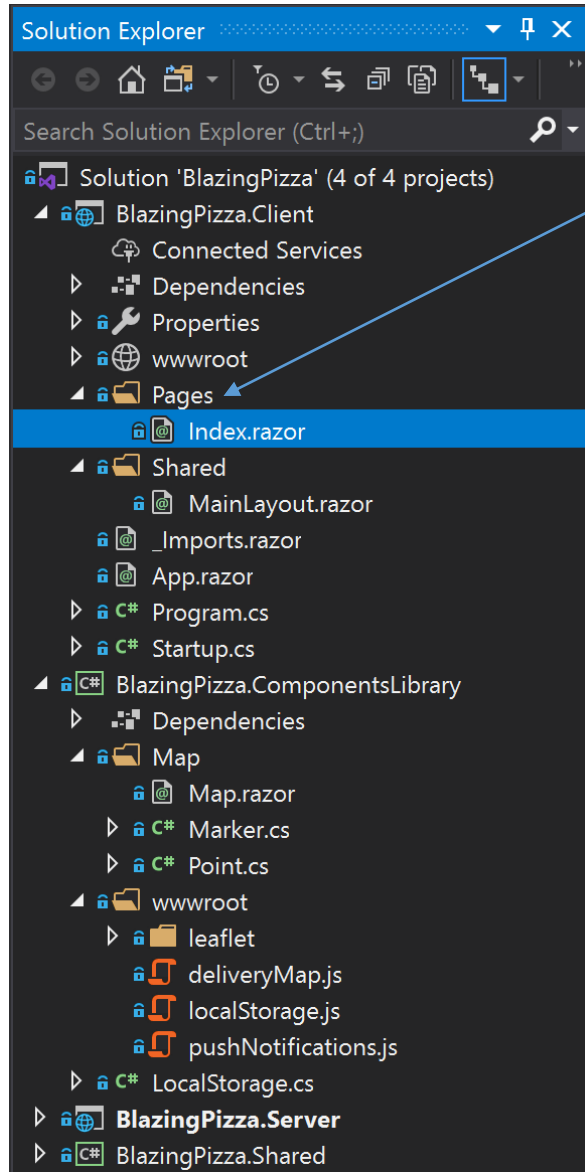 Solution Explorer
Search Solution Explorer (Ctrl+;)
Solution 'BlazingPizza' (4 of 4 projects)
BlazingPizza.Client
Connected Services
Dependencies
Properties
wwwroot
Pages
Index.razor
Shared
MainLayout.razor
_Imports.razor
App.razor
C# Program.cs
C# Startup.cs
C# BlazingPizza.ComponentsLibrary
Dependencies
Map
Map.razor
C# Marker.cs
C# Point.cs
wwwroot
leaflet
deliveryMap.js
localStorage.js
pushNotifications.js
C# LocalStorage.cs
BlazingPizza.Server
C# BlazingPizza.Shared